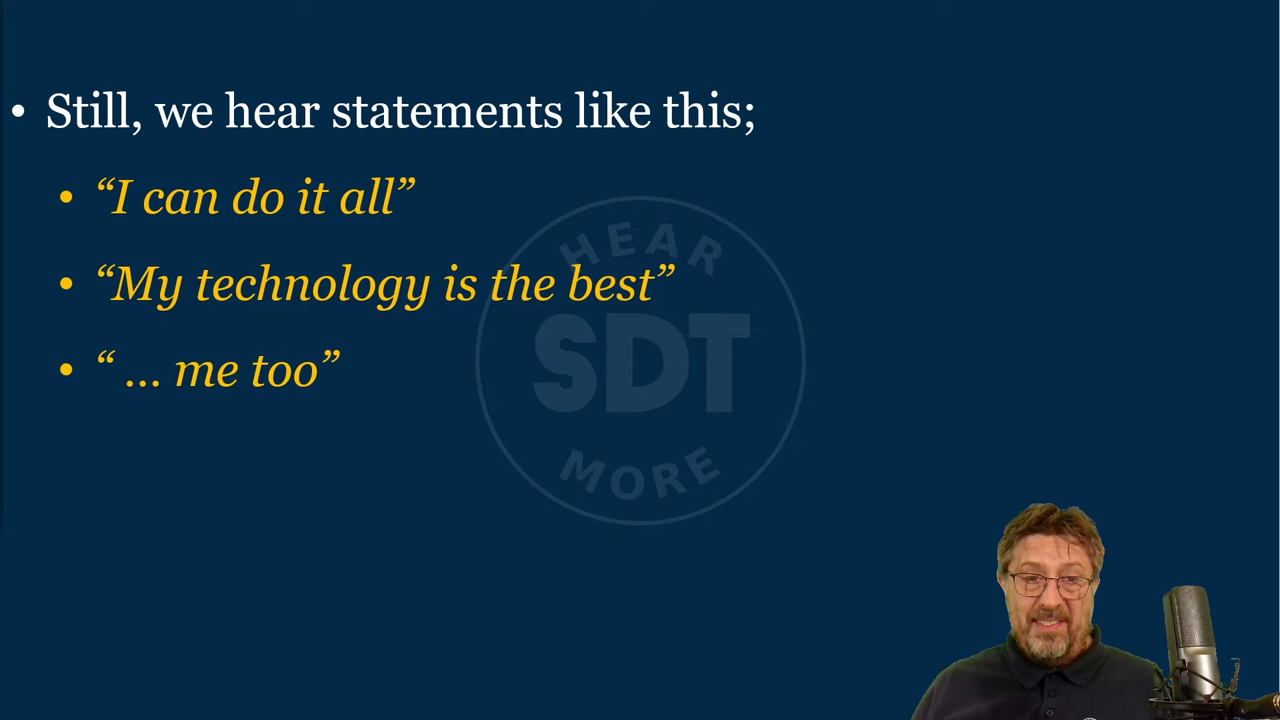 • Still, we hear statements like this;
• “I can do it all”
• “My technology is the best”
• “ ... me too”
HEAR
SDT
MORE